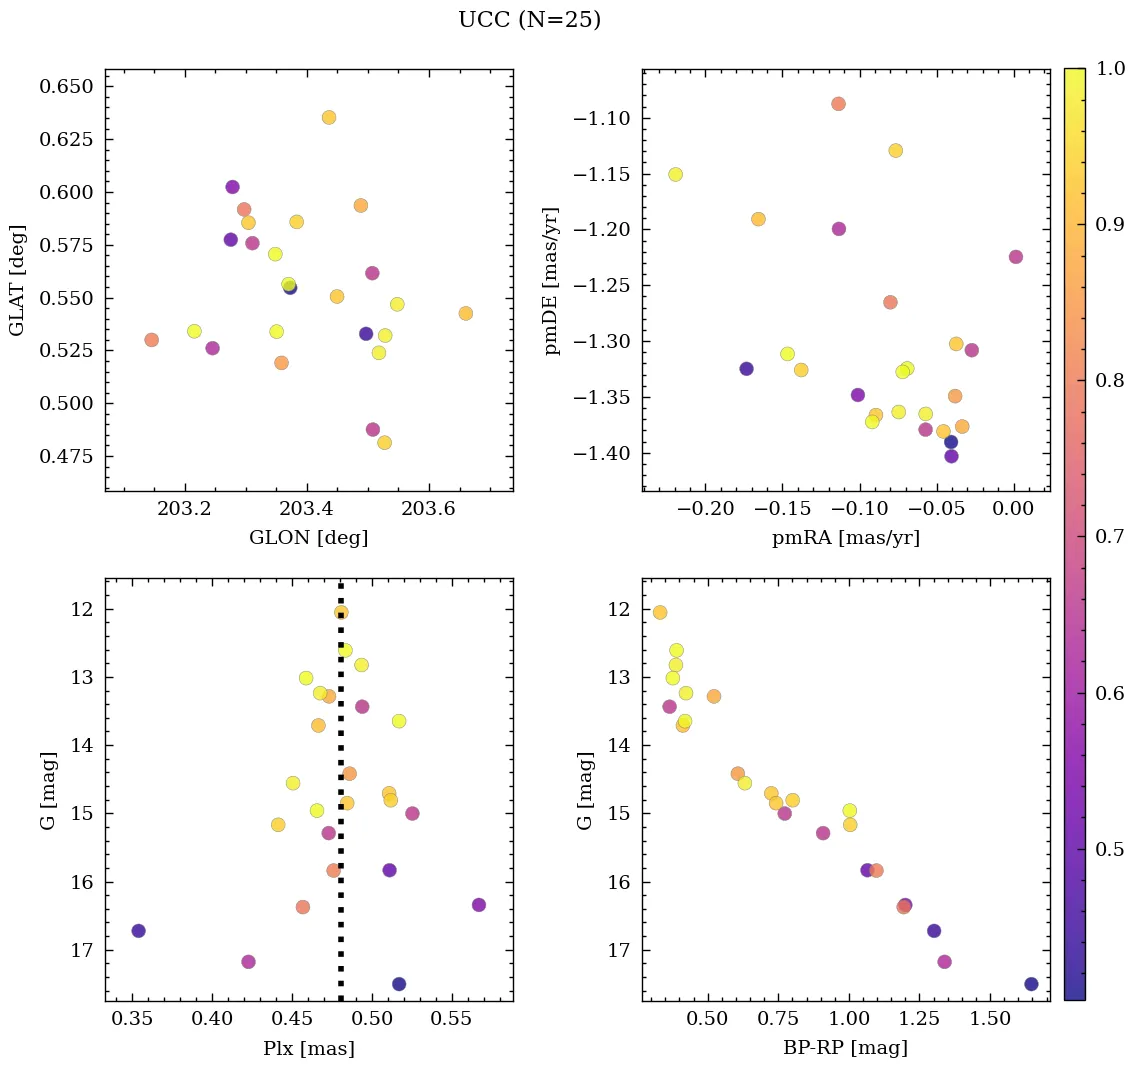 UCC (N=25)
0.650
0.625
0.600
0.575
0.550
0.525
0.500
0.475
GLAT [deg]
203.2 203.4 203.6
GLON [deg]
−1.10
−1.15
−1.20
−1.25
−1.30
−1.35
−1.40
pmDE [mas/yr]
−0.20 −0.15 −0.10 −0.05 0.00
pmRA [mas/yr]
12
13
14
15
16
17
G [mag]
0.35 0.40 0.45 0.50 0.55
Plx [mas]
12
13
14
15
16
17
G [mag]
0.50 0.75 1.00 1.25 1.50
BP-RP [mag]
1.0
0.9
0.8
0.7
0.6
0.5